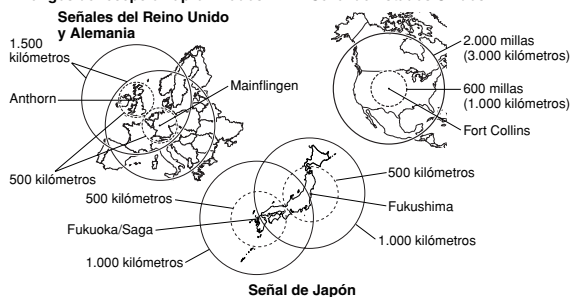 Señales del Reino Unido
y Alemania
1.500
kilómetros
Anthorn
Mainflingen
500 kilómetros
2.000 millas
(3.000 kilómetros)
600 millas
(1.000 kilómetros)
Fort Collins
500 kilómetros
500 kilómetros
Fukushima
Fukuoka/Saga
1.000 kilómetros
1.000 kilómetros
Señal de Japón